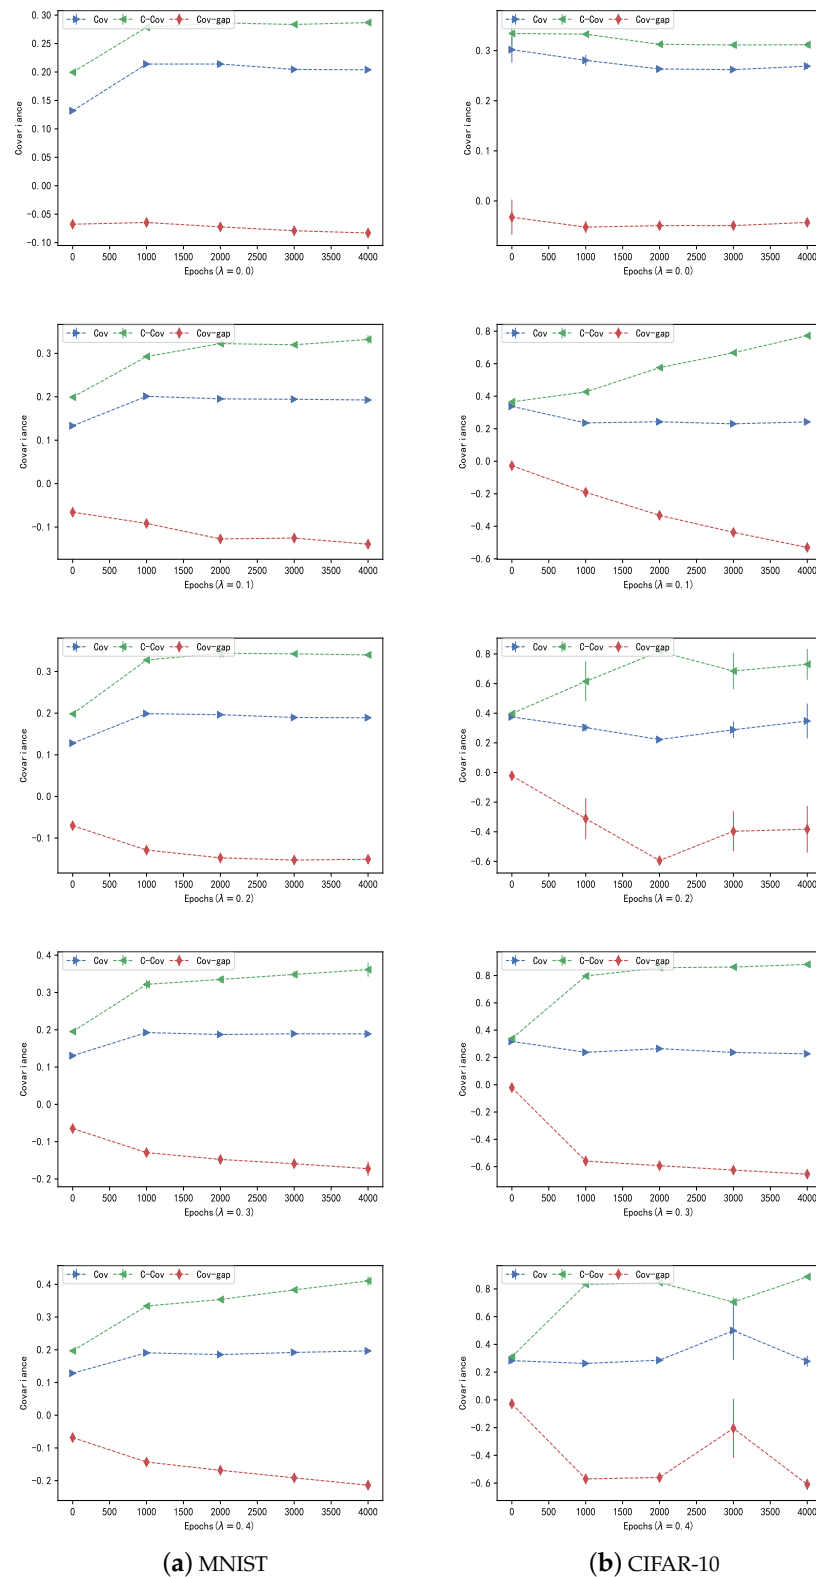 Cov C-Cov Cov-gap
0.30
0.25
0.20
0.15
0.10
0.05
0.00
−0.05
−0.10
Covariance
0 500 1000 1500 2000 2500 3000 3500 4000
Epochs(λ = 0.0)
Cov C-Cov Cov-gap
0.3
0.2
0.1
0.0
Covariance
0 500 1000 1500 2000 2500 3000 3500 4000
Epochs(λ = 0.0)
Cov C-Cov Cov-gap
0.3
0.2
0.1
0.0
−0.1
Covariance
0 500 1000 1500 2000 2500 3000 3500 4000
Epochs(λ = 0.1)
Cov C-Cov Cov-gap
0.8
0.6
0.4
0.2
0.0
−0.2
−0.4
−0.6
Covariance
0 500 1000 1500 2000 2500 3000 3500 4000
Epochs(λ = 0.1)
Cov C-Cov Cov-gap
0.3
0.2
0.1
0.0
−0.1
Covariance
0 500 1000 1500 2000 2500 3000 3500 4000
Epochs(λ = 0.2)
Cov C-Cov Cov-gap
0.8
0.6
0.4
0.2
0.0
−0.2
−0.4
−0.6
Covariance
0 500 1000 1500 2000 2500 3000 3500 4000
Epochs(λ = 0.2)
Cov C-Cov Cov-gap
0.4
0.3
0.2
0.1
0.0
−0.1
−0.2
Covariance
0 500 1000 1500 2000 2500 3000 3500 4000
Epochs(λ = 0.3)
Cov C-Cov Cov-gap
0.8
0.6
0.4
0.2
0.0
−0.2
−0.4
−0.6
Covariance
0 500 1000 1500 2000 2500 3000 3500 4000
Epochs(λ = 0.3)
Cov C-Cov Cov-gap
0.4
0.3
0.2
0.1
0.0
−0.1
−0.2
Covariance
0 500 1000 1500 2000 2500 3000 3500 4000
Epochs(λ = 0.4)
Cov C-Cov Cov-gap
0.8
0.6
0.4
0.2
0.0
−0.2
−0.4
−0.6
Covariance
0 500 1000 1500 2000 2500 3000 3500 4000
Epochs(λ = 0.4)
(a) MNIST
(b) CIFAR-10